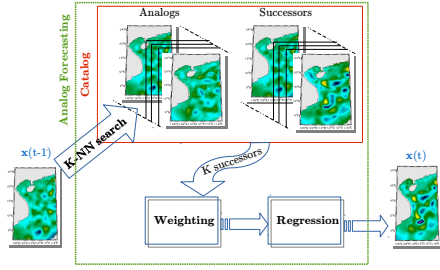 Analogs
Successors
Analog Forecasting
Catalog
x(t-1)
K-NN search
K successors
x(t)
Weighting
Regression